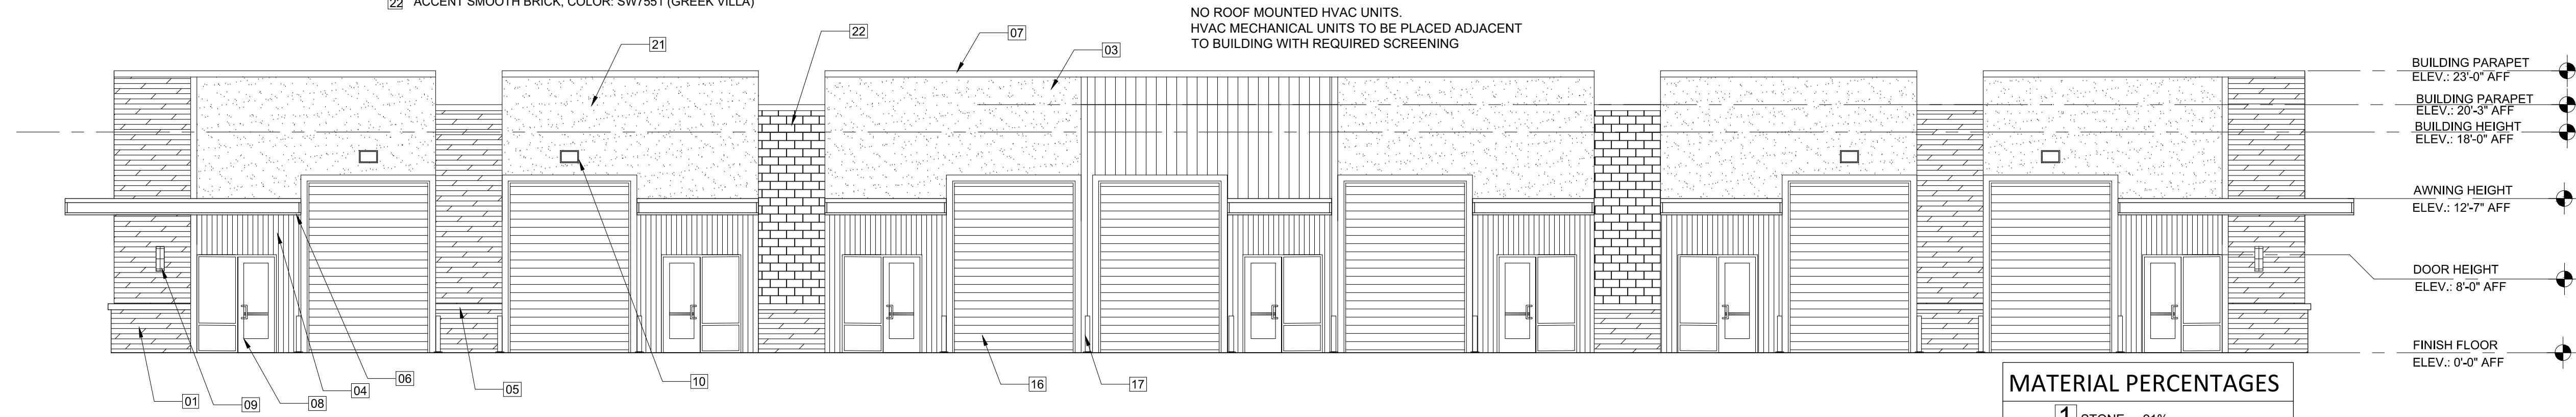 22 ACCENT SMOOTH BRICK, COLOR: SW7551 (GREEK VILLA)
NO ROOF MOUNTED HVAC UNITS.
HVAC MECHANICAL UNITS TO BE PLACED ADJACENT
TO BUILDING WITH REQUIRED SCREENING
21
22
07
03
BUILDING PARAPET
ELEV.: 23'-0" AFF
BUILDING PARAPET
ELEV.: 20'-3" AFF
BUILDING HEIGHT
ELEV.: 18'-0" AFF
AWNING HEIGHT
ELEV.: 12'-7" AFF
DOOR HEIGHT
ELEV.: 8'-0" AFF
FINISH FLOOR
ELEV.: 0'-0" AFF
01
09
08
04
06
05
10
16
17
MATERIAL PERCENTAGES
1 STONE